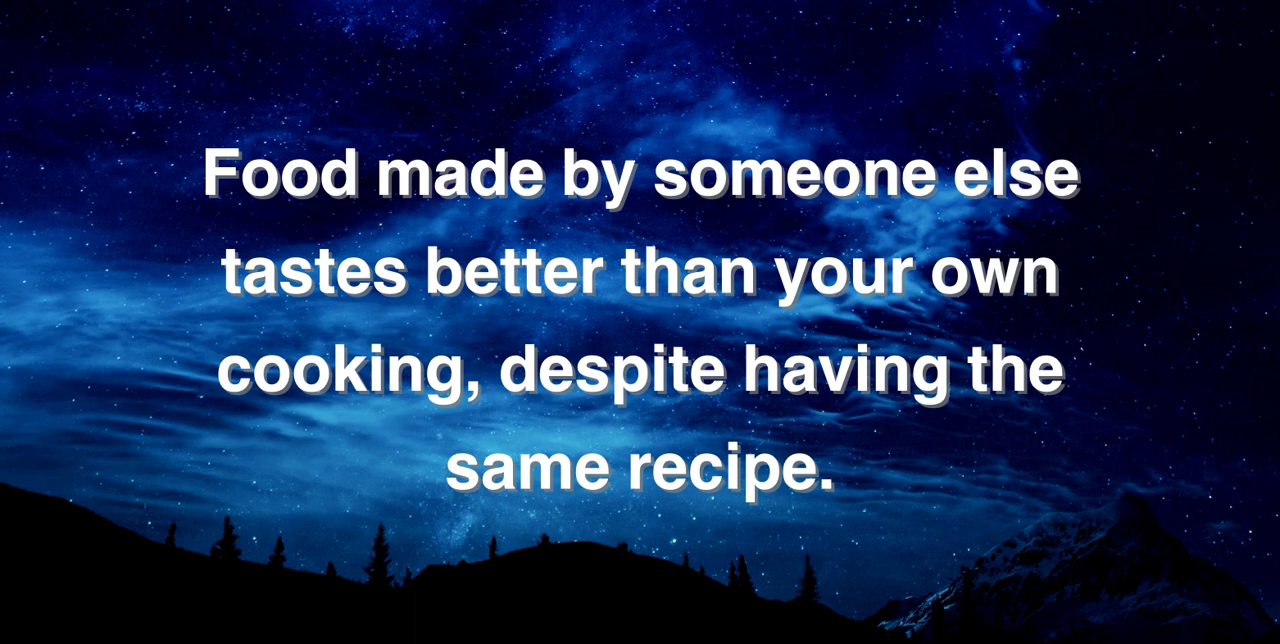 Food made by someone else
tastes better than your own
cooking, despite having the
same recipe.